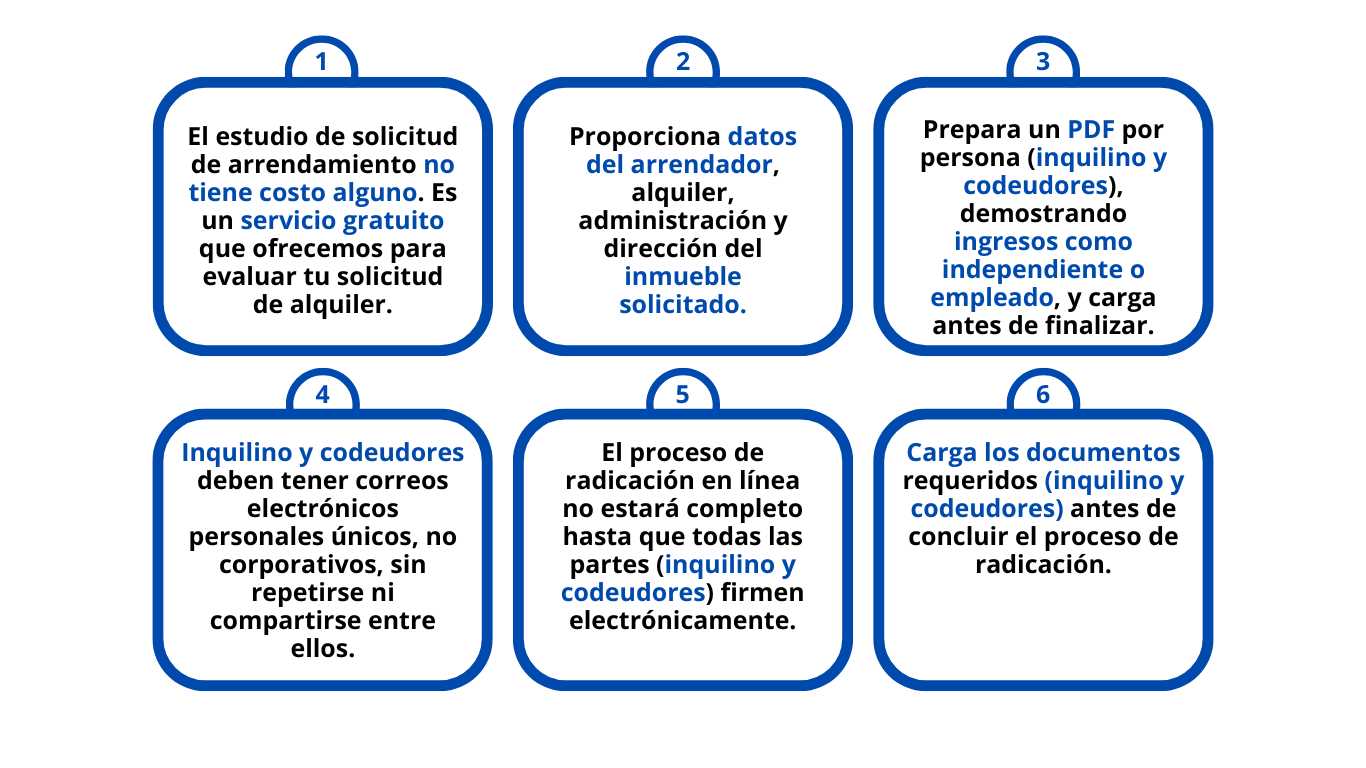 1
El estudio de solicitud
de arrendamiento no
tiene costo alguno. Es
un servicio gratuito
que ofrecemos para
evaluar tu solicitud
de alquiler.
2
Proporciona datos
del arrendador,
alquiler,
administración y
dirección del
inmueble
solicitado.
3
Prepara un PDF por
persona (inquilino y
codeudores),
demostrando
ingresos como
independiente o
empleado, y carga
antes de finalizar.
4
Inquilino y codeudores
deben tener correos
electrónicos
personales únicos, no
corporativos, sin
repetirse ni
compartirse entre
ellos.
5
El proceso de
radicación en línea
no estará completo
hasta que todas las
partes (inquilino y
codeudores) firmen
electrónicamente.
6
Carga los documentos
requeridos (inquilino y
codeudores) antes de
concluir el proceso de
radicación.